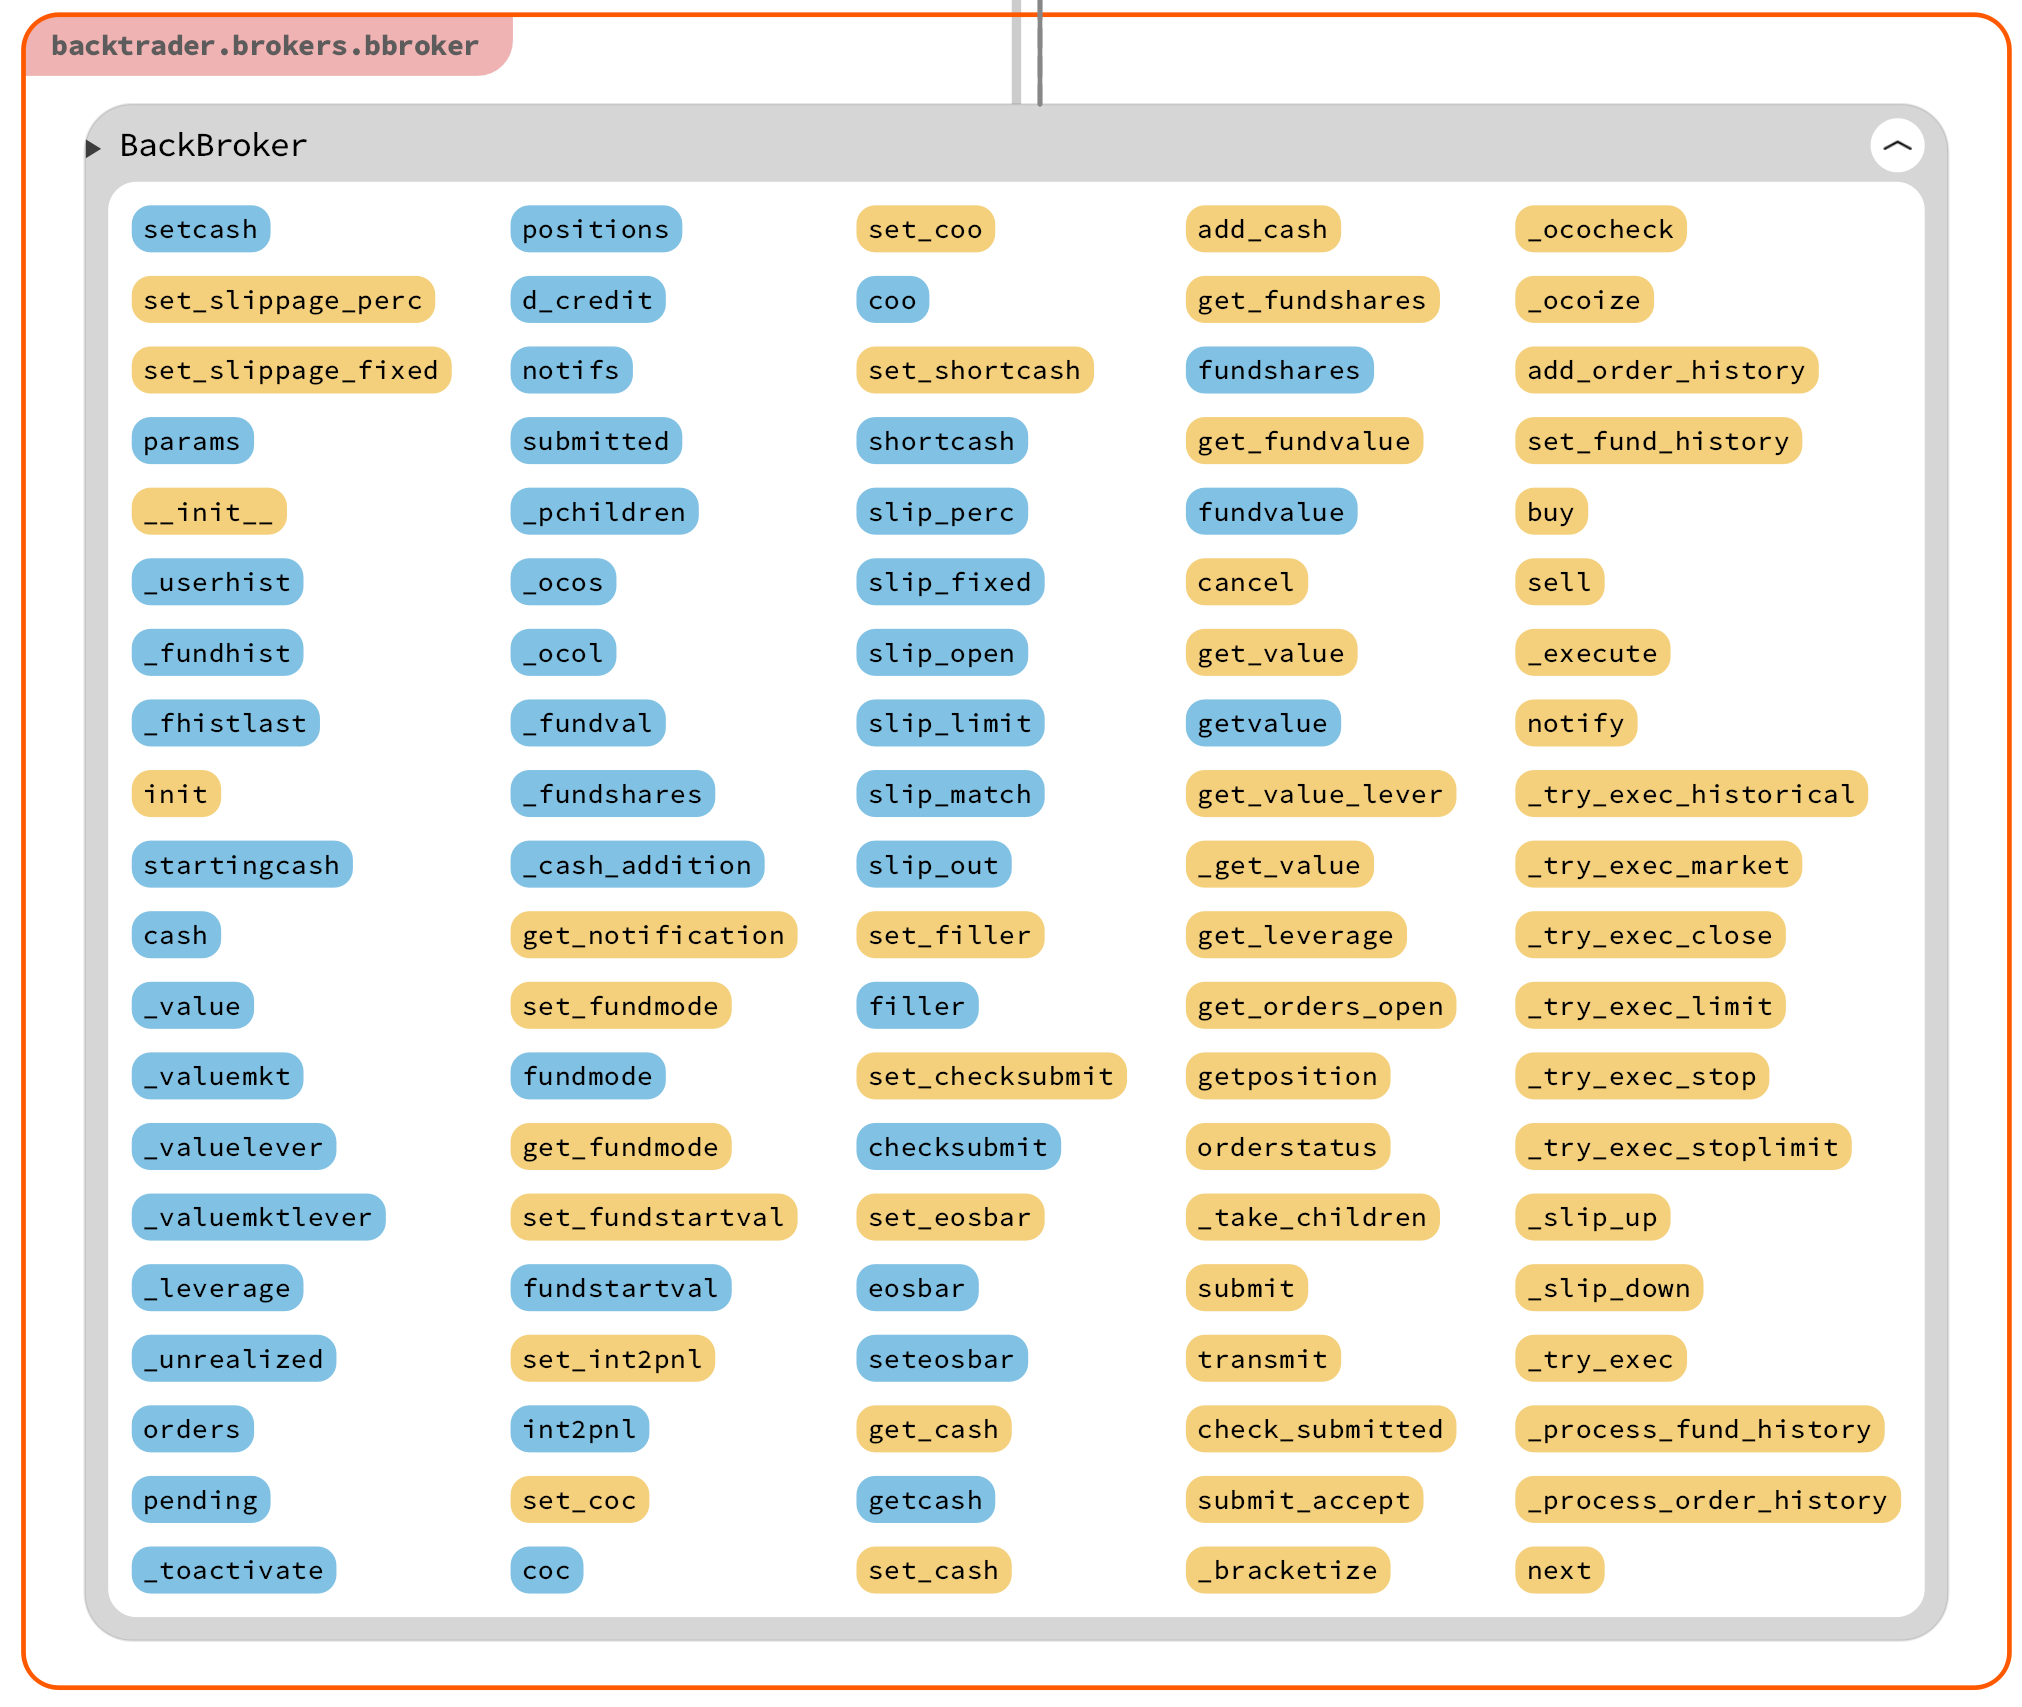 backtrader.brokers.bbroker
BackBroker
setcash
set_slippage_perc
set_slippage_fixed
params
__init__
_userhist
_fundhist
_fhistlast
init
startingcash
cash
_value
_valuemkt
_valuelever
_valuemktlever
_leverage
_unrealized
orders
pending
_toactivate
positions
d_credit
notifs
submitted
_pchildren
_ocos
_ocol
_fundval
_fundshares
_cash_addition
get_notification
set_fundmode
fundmode
get_fundmode
set_fundstartval
fundstartval
set_int2pnl
int2pnl
set_coc
coc
set_coo
coo
set_shortcash
shortcash
slip_perc
slip_fixed
slip_open
slip_limit
slip_match
slip_out
set_filler
filler
set_checksubmit
checksubmit
set_eosbar
eosbar
seteosbar
get_cash
getcash
set_cash
add_cash
get_fundshares
fundshares
get_fundvalue
fundvalue
cancel
get_value
getvalue
get_value_lever
_get_value
get_leverage
get_orders_open
getposition
orderstatus
_take_children
submit
transmit
check_submitted
submit_accept
_bracketize
_ococheck
_ocoize
add_order_history
set_fund_history
buy
sell
_execute
notify
_try_exec_historical
_try_exec_market
_try_exec_close
_try_exec_limit
_try_exec_stop
_try_exec_stoplimit
_slip_up
_slip_down
_try_exec
_process_fund_history
_process_order_history
next